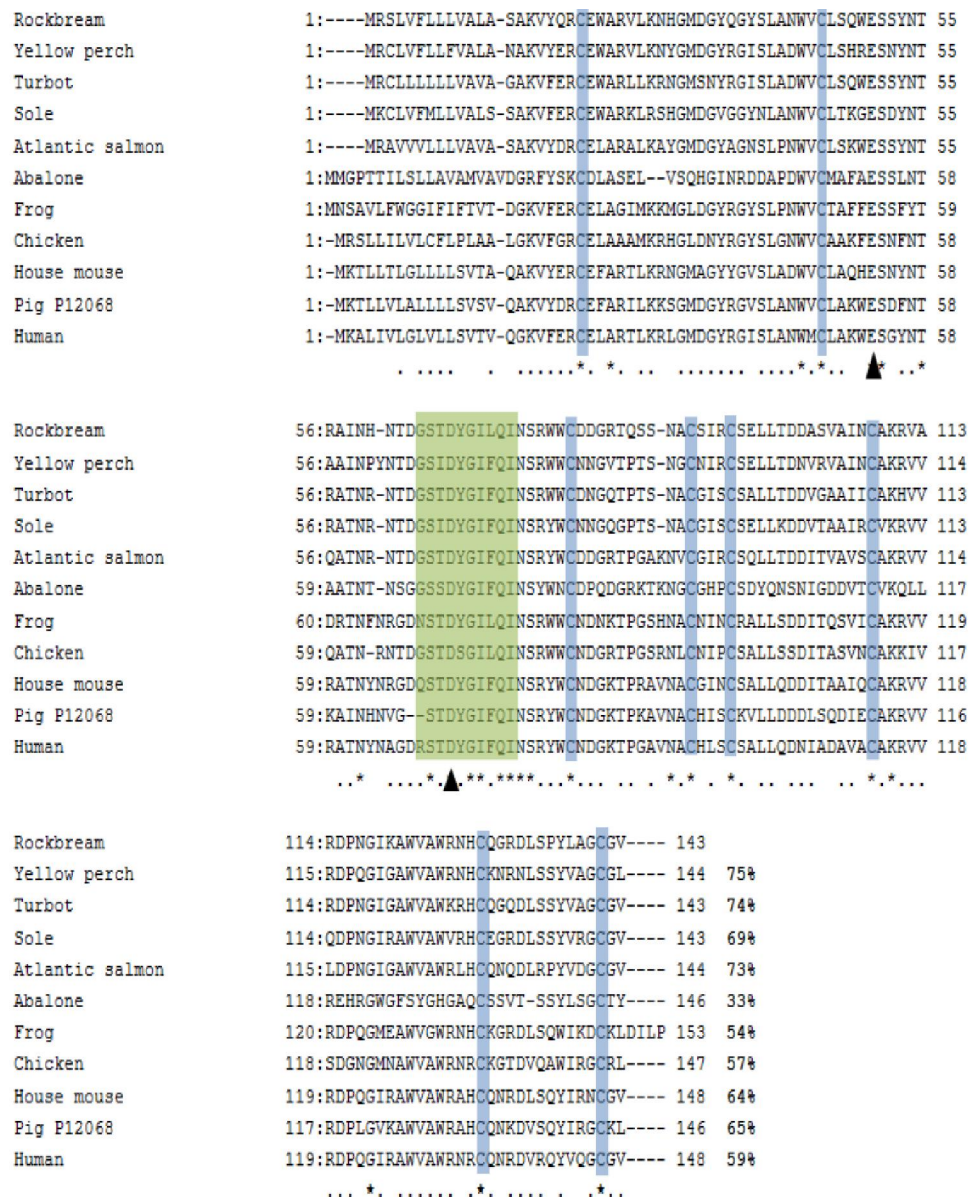 Rockbream 1:----MRSLVFLLLVALA-SAKVYQRCEWARVLKNHGMDGYQGYSLANWVCLSQWESSYNT 55
Yellow perch 1:----MRCLVFLLFVALA-NAKVYERCEWARVLKNYGMDGYRGISLADWVCLSHRESNYNT 55
Turbot 1:----MRCLLLLLLVAVA-GAKVFERCEWARLLKRNGMSNYRGISLADWVCLSQWESSYNT 55
Sole 1:----MKCLVFMLLVALS-SAKVFERCEWARKLRSHGMDGVGGYNLANWVCLTKGESDYNT 55
Atlantic salmon 1:----MRAVVVLLLVAVA-SAKVYDRCELARALKAYGMDGYAGNSLPNWVCLSKWESSYNT 55
Abalone 1:MMGPTTILSLLAVAMVAVDGRFYSKCDLASEL--VSQHGINRDDAPDWVCMAFAESSLNT 58
Frog 1:MNSAVLFWGGIFIFTVT-DGKVFERCELAGIMKKMGLDGYRGYSLPNWVCTAFFESSFYT 59
Chicken 1:-MRSLLILVLCFLPLAA-LGKVFGRCELAAAMKRHGLDNYRGYSLGNWVCAAKFESNFNT 58
House mouse 1:-MKTLLTLGLLLLSVTA-QAKVYERCEFARTLKRNGMAGYYGVSLADWVCLAQHESNYNT 58
Pig P12068 1:-MKTLLVLALLLLSVSV-QAKVYDRCEFARILKKSGMDGYRGVSLANWVCLAKWESDFNT 58
Human 1:-MKALIVLGLVLLSVTV-QGKVFERCELARTLKRLGMDGYRGISLANWMCLAKWESGYNT 58
. .... . ......*. *. .. ....... ....*.*.. ** ..*
Rockbream 56:RAINH-NTDGSTDYGILQINSRWWCDDGRTQSS-NACSIRCSELLTDDASVAINCAKRVA 113
Yellow perch 56:AAINPYNTDGSIDYGIFQINSRWWCNNGVTPTS-NGCNIRCSELLTDNVRVAINCAKRVV 114
Turbot 56:RATNR-NTDGSTDYGIFQINSRWWCDNGQTPTS-NACGISCSALLTDDVGAAIICAKHVV 113
Sole 56:RATNR-NTDGSIDYGIFQINSRYWCNNGQGPTS-NACGISCSELLKDDVTAAIRCVKRVV 113
Atlantic salmon 56:QATNR-NTDGSTDYGIFQINSRYWCDDGRTPGAKNVCGIRCSQLLTDDITVAVSCAKRVV 114
Abalone 59:AATNT-NSGGSSDYGIFQINSYWNCDPQDGRKTKNGCGHPCSDYQNSNIGDDVTCVKQLL 117
Frog 60:DRTNFNRGDNSTDYGIFQINSRWWCNDNKTPGSHNACNINCRALLSDDITQSVICAKRVV 119
Chicken 59:QATN-RNTDGSTDSGILQINSRWWCNDGRTPGSRNLCNIPCSALLSSDITASVNCAKKIV 117
House mouse 59:RATNYNRGDQSTDYGIFQINSRYWCNDGKTPRAVNACGINCSALLQDDITAAIQCAKRVV 118
Pig P12068 59:KAINHNVG--STDYGIFQINSRYWCNDGKTPKAVNACHISCKVLLDDDLSQDIECAKRVV 116
Human 59:RATNYNAGDRSTDYGIFQINSRYWCNDGKTPGAVNACHLSCSALLQDNIADAVACAKRVV 118
..* ....*.*.**.****...*.. .. ..*.* ..*.. ... .. *.*...
Rockbream 114:RDPNGIKAWVAWRNHCQGRDLSPYLAGCGV---- 143
Yellow perch 115:RDPQGIGAWVAWRNHCKNRNLSSYVAGCGL---- 144 75%
Turbot 114:RDPNGIGAWVAWKRHCQGQDLSSYVAGCGV---- 143 74%
Sole 114:QDPNGIRAWVAWVRHCEGRDLSSYVRGCGV---- 143 69%
Atlantic salmon 115:LDPNGIGAWVAWRLHCQNQDLRPYVDGCGV---- 144 73%
Abalone 118:REHRGWGFSYGHGAQCSSVT-SSYLSGCTY---- 146 33%
Frog 120:RDPQGMEAWVGWRNHCKGRDLSQWIKDCKLDILP 153 54%
Chicken 118:SDGNGMNAWVAWRNRCKGTDVQAWIRGCRL---- 147 57%
House mouse 119:RDPQGIRAWVAWRAHCQNRDLSQYIRNCGV---- 148 64%
Pig P12068 117:RDPLGVKAWVAWRAHCQNKDVSQYIRGCKL---- 146 65%
Human 119:RDPQGIRAWVAWRNRCQNRDVRQYVQGCGV---- 148 59%
... *. ...... .*. .... .. .*..